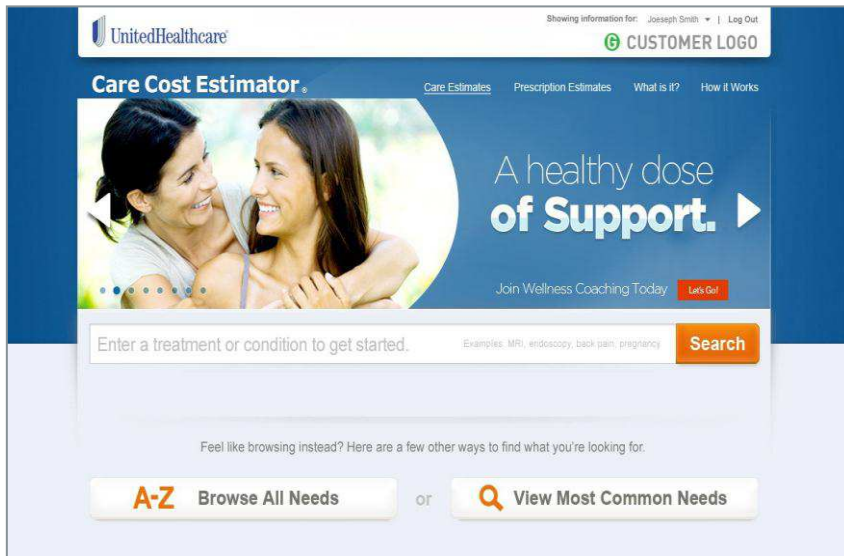 UnitedHealthcare®
Showing information for: Joeseph Smith | Log Out
G CUSTOMER LOGO
Care Cost Estimator®
Care Estimates Prescription Estimates What is it? How it Works
A healthy dose
of Support.
Join Wellness Coaching Today Let's Go!
Enter a treatment or condition to get started. Examples: MRI, endoscopy, back pain, pregnancy Search
Feel like browsing instead? Here are a few other ways to find what you're looking for.
A-Z Browse All Needs or View Most Common Needs